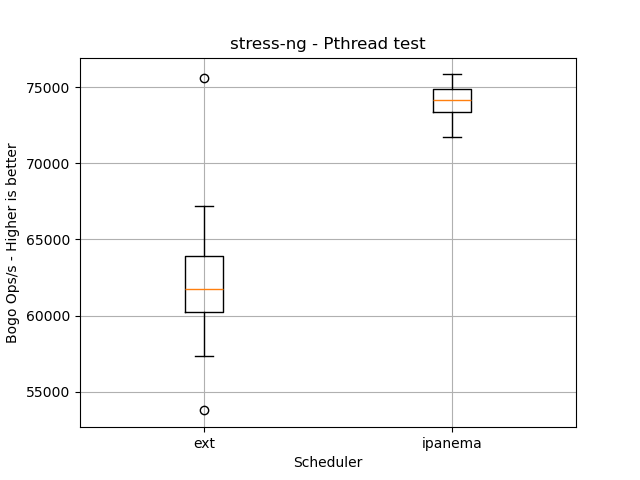 stress-ng - Pthread test
Bogo Ops/s - Higher is better
75000
70000
65000
60000
55000
ext
ipanema
Scheduler